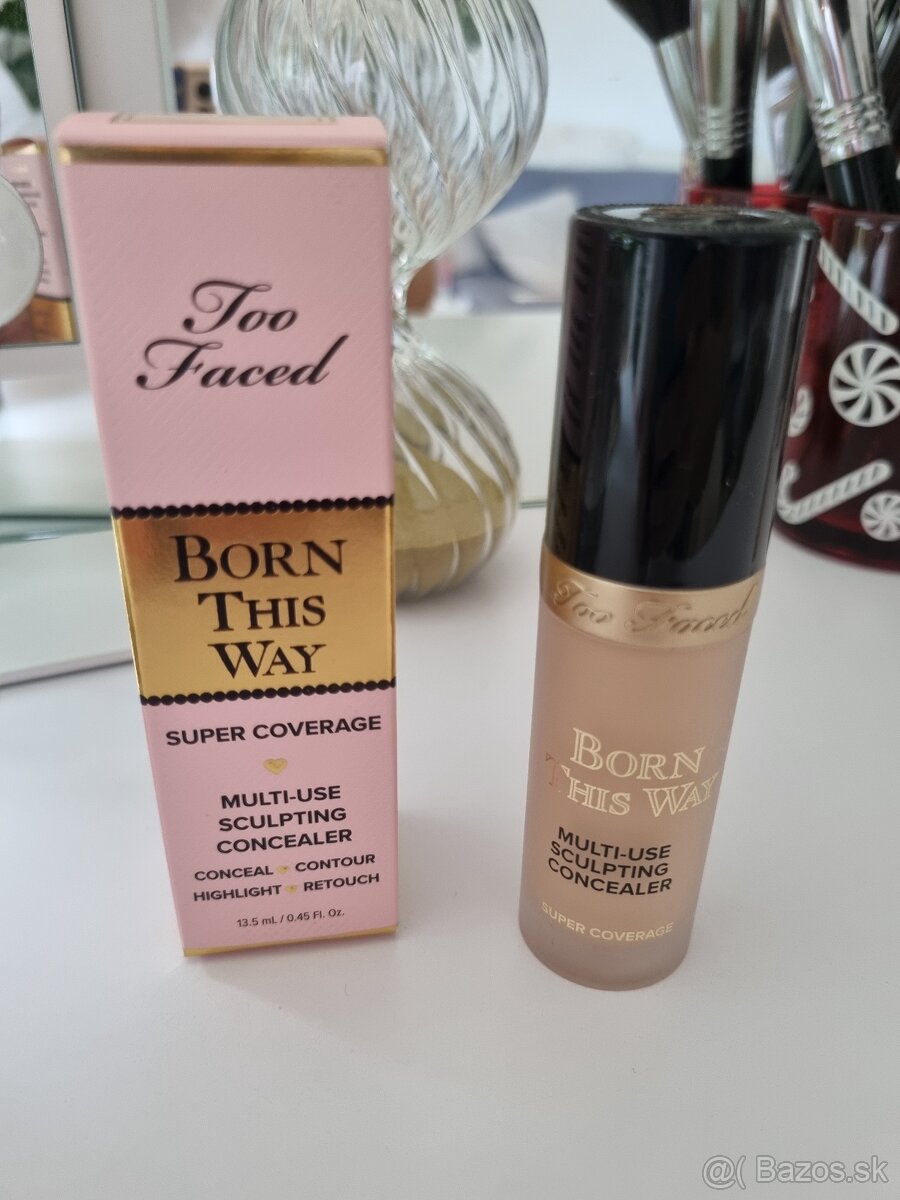 Too
Faced
BORN
THIS
WAY
SUPER COVERAGE
MULTI-USE
SCULPTING
CONCEALER
CONCEAL CONTOUR
HIGHLIGHT RETOUCH
13.5 mL / 0.45 Fl. Oz.
Too Faced
BORN
THIS WAY
MULTI-USE
SCULPTING
CONCEALER
SUPER COVERAGE
@( Bazos.sk